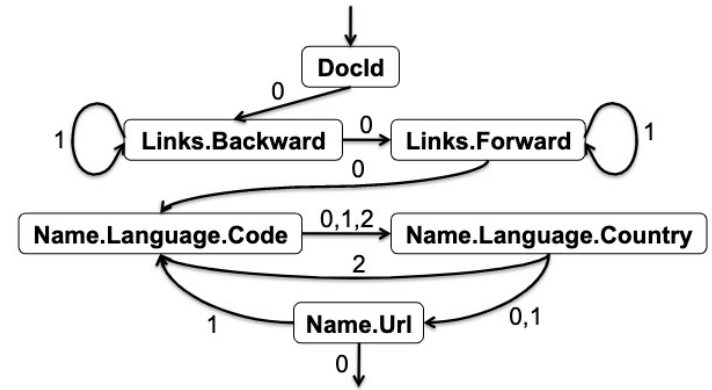 DocId
0
1 Links.Backward 0 Links.Forward 1
0
Name.Language.Code 0,1,2 Name.Language.Country
2
1 Name.Url 0,1
0